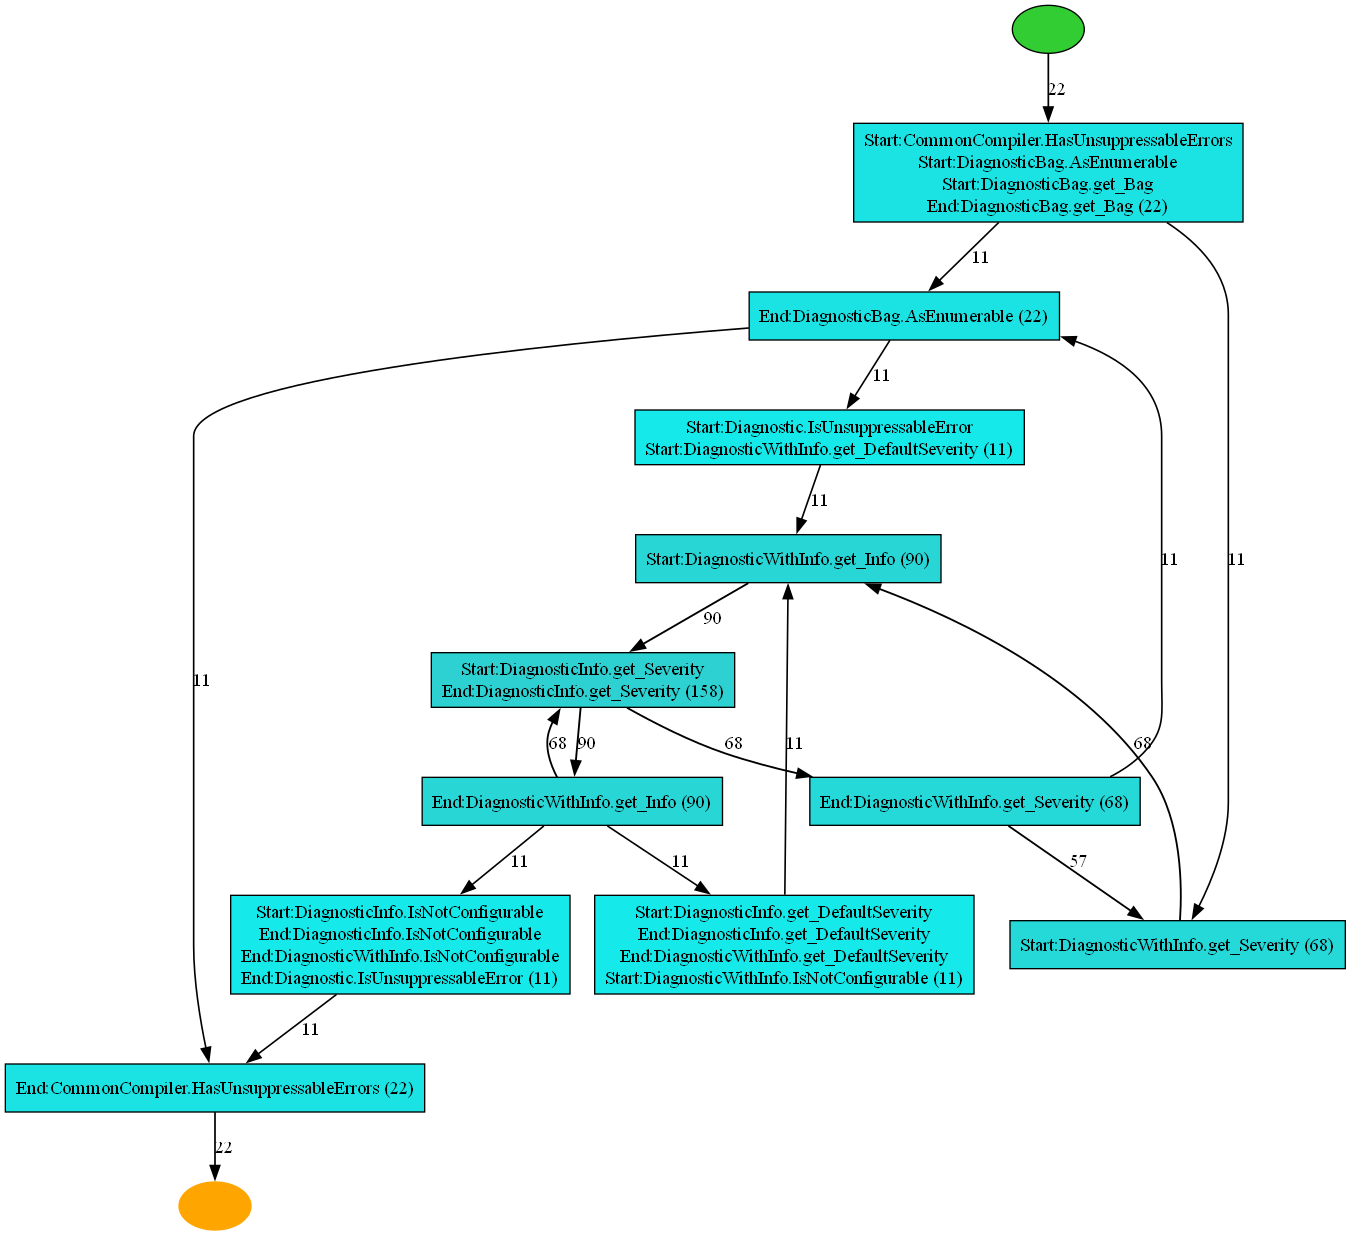 22
Start:CommonCompiler.HasUnsuppressableErrors
Start:DiagnosticBag.AsEnumerable
Start:DiagnosticBag.get_Bag
End:DiagnosticBag.get_Bag (22)
11
End:DiagnosticBag.AsEnumerable (22)
11
Start:Diagnostic.IsUnsuppressableError
Start:DiagnosticWithInfo.get_DefaultSeverity (11)
11
Start:DiagnosticWithInfo.get_Info (90)
11
11
90
Start:DiagnosticInfo.get_Severity
End:DiagnosticInfo.get_Severity (158)
11
68
90
68
11
68
End:DiagnosticWithInfo.get_Info (90)
End:DiagnosticWithInfo.get_Severity (68)
11
11
57
Start:DiagnosticInfo.IsNotConfigurable
End:DiagnosticInfo.IsNotConfigurable
End:DiagnosticWithInfo.IsNotConfigurable
End:Diagnostic.IsUnsuppressableError (11)
Start:DiagnosticInfo.get_DefaultSeverity
End:DiagnosticInfo.get_DefaultSeverity
End:DiagnosticWithInfo.get_DefaultSeverity
Start:DiagnosticWithInfo.IsNotConfigurable (11)
Start:DiagnosticWithInfo.get_Severity (68)
11
End:CommonCompiler.HasUnsuppressableErrors (22)
22